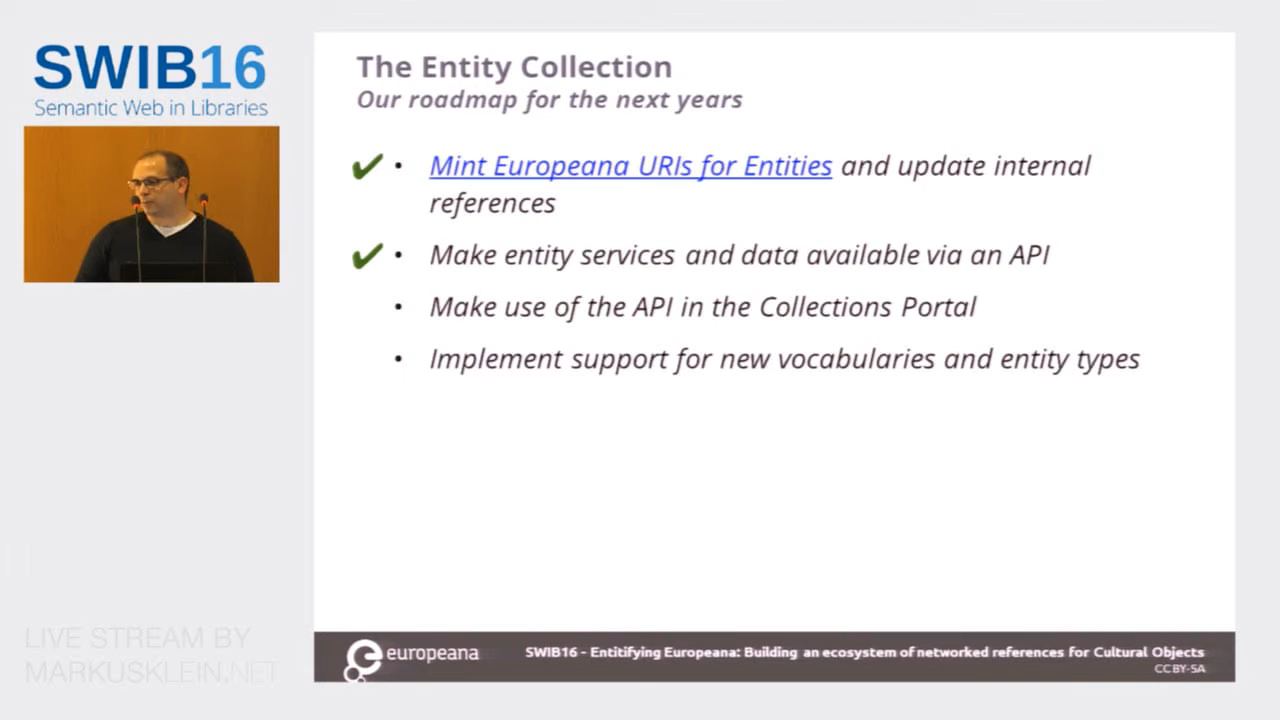 SWIB16
Semantic Web in Libraries
The Entity Collection
Our roadmap for the next years
✔ • Mint Europeana URIs for Entities and update internal
references
✔ • Make entity services and data available via an API
• Make use of the API in the Collections Portal
• Implement support for new vocabularies and entity types
LIVE STREAM BY
MARKUSKLEIN.NET
europeana
SWIB16 - Entitifying Europeana: Building an ecosystem of networked references for Cultural Objects
CC BY-SA